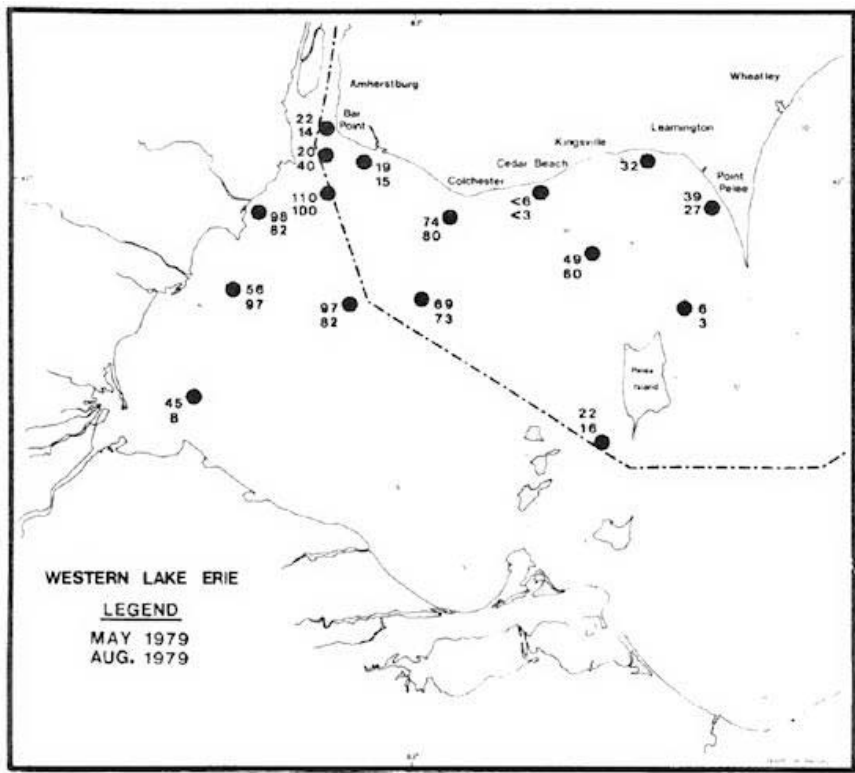 Amherstburg
Wheatley
22
14
Bar
Point
Leamington
Kingsville
20
40
19
15
Cedar Beach
32
Point
Pelee
Colchester
110
100
<6
<3
39
27
98
82
74
80
49
60
56
97
97
82
69
73
6
3
Pelee
Island
45
8
22
16
WESTERN LAKE ERIE
LEGEND
MAY 1979
AUG. 1979